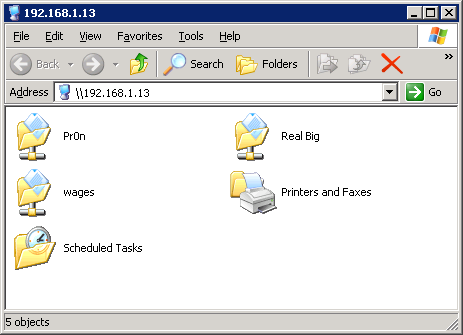 192.168.1.13
File Edit View Favorites Tools Help
Back Search Folders »
Address \\192.168.1.13 Go
Pr0n Real Big
wages Printers and Faxes
Scheduled Tasks
5 objects